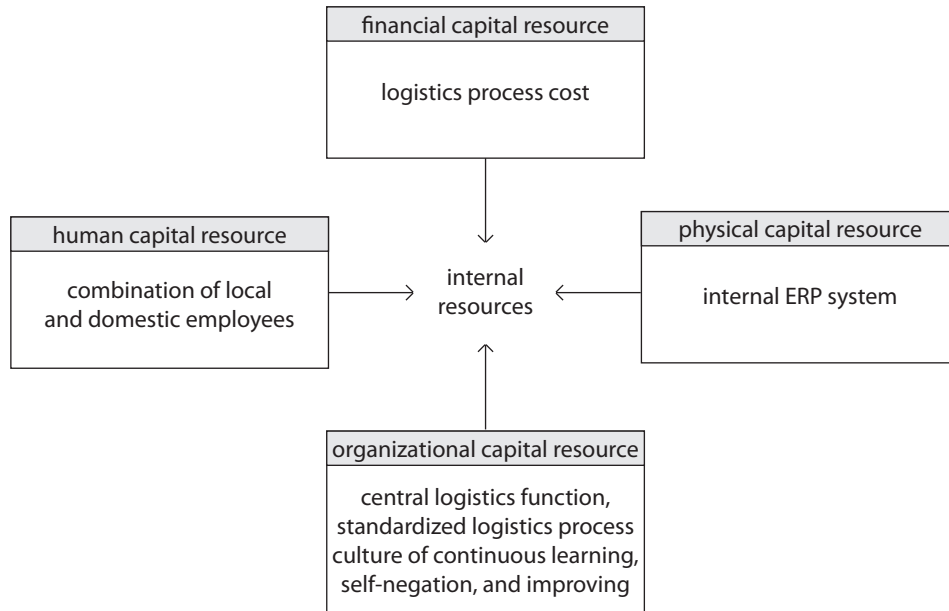 financial capital resource
logistics process cost
human capital resource
combination of local
and domestic employees
internal
resources
physical capital resource
internal ERP system
organizational capital resource
central logistics function,
standardized logistics process
culture of continuous learning,
self-negation, and improving